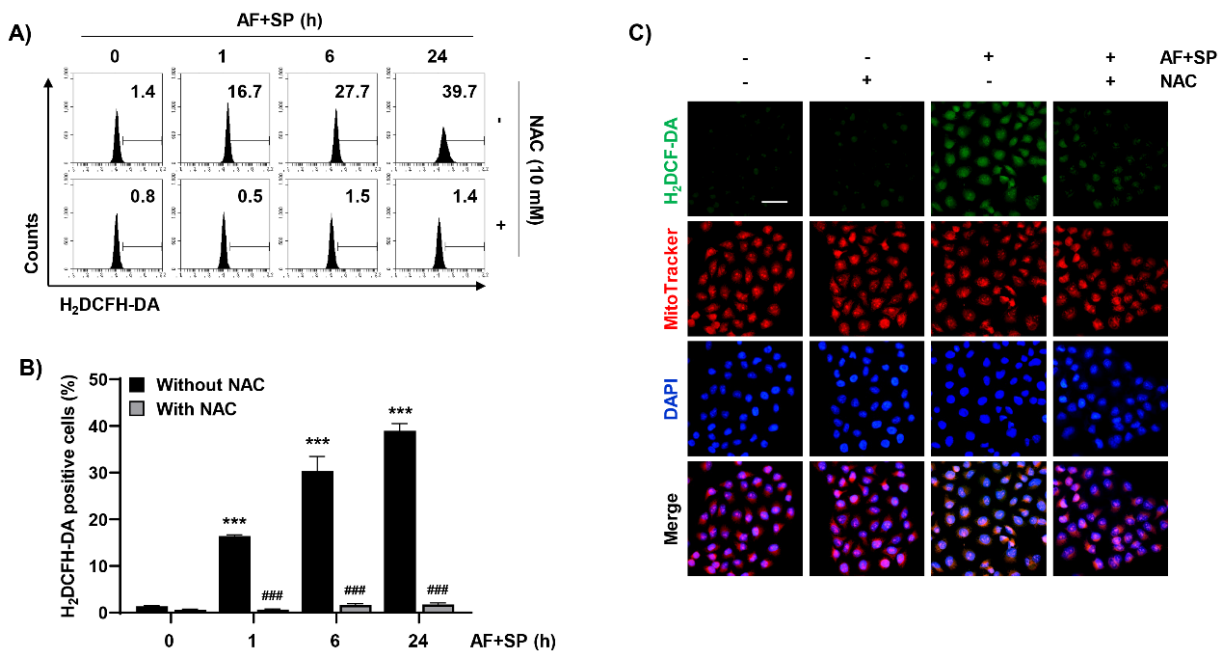 A)
AF+SP (h)
0 1 6 24
1.4 16.7 27.7 39.7
-
0.8 0.5 1.5 1.4
+
NAC (10 mM)
Counts
H₂DCFH-DA
B)
H₂DCFH-DA positive cells (%)
Without NAC
With NAC
50
40
30
20
10
0
*** *** ***
### ### ###
0 1 6 24 AF+SP (h)
C)
- - + + AF+SP
- + - + NAC
H₂DCF-DA
MitoTracker
DAPI
Merge